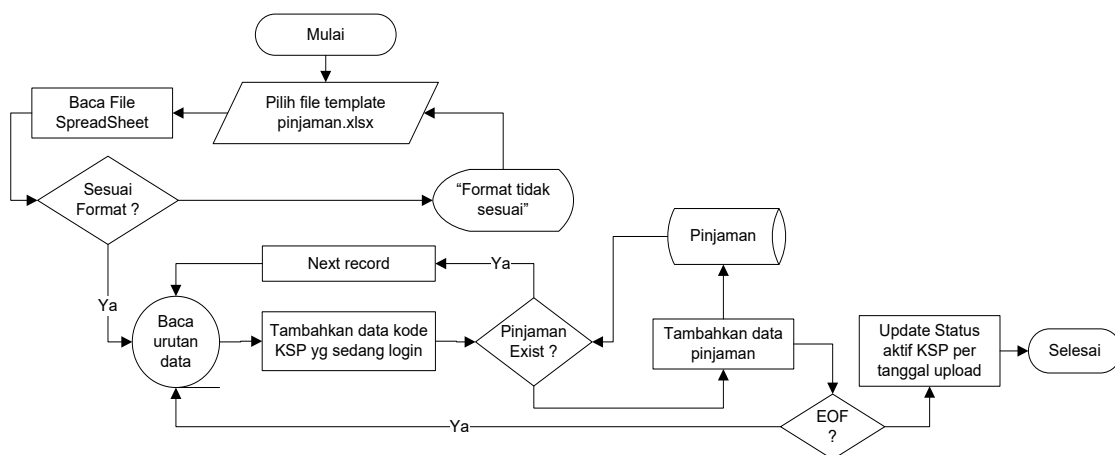 Mulai
Pilih file template
pinjaman.xlsx
Baca File
SpreadSheet
Sesuai
Format ?
“Format tidak
sesuai”
Ya
Next record
Ya
Pinjaman
Baca
urutan
data
Tambahkan data kode
KSP yg sedang login
Pinjaman
Exist ?
Tambahkan data
pinjaman
Update Status
aktif KSP per
tanggal upload
Selesai
EOF
?
Ya